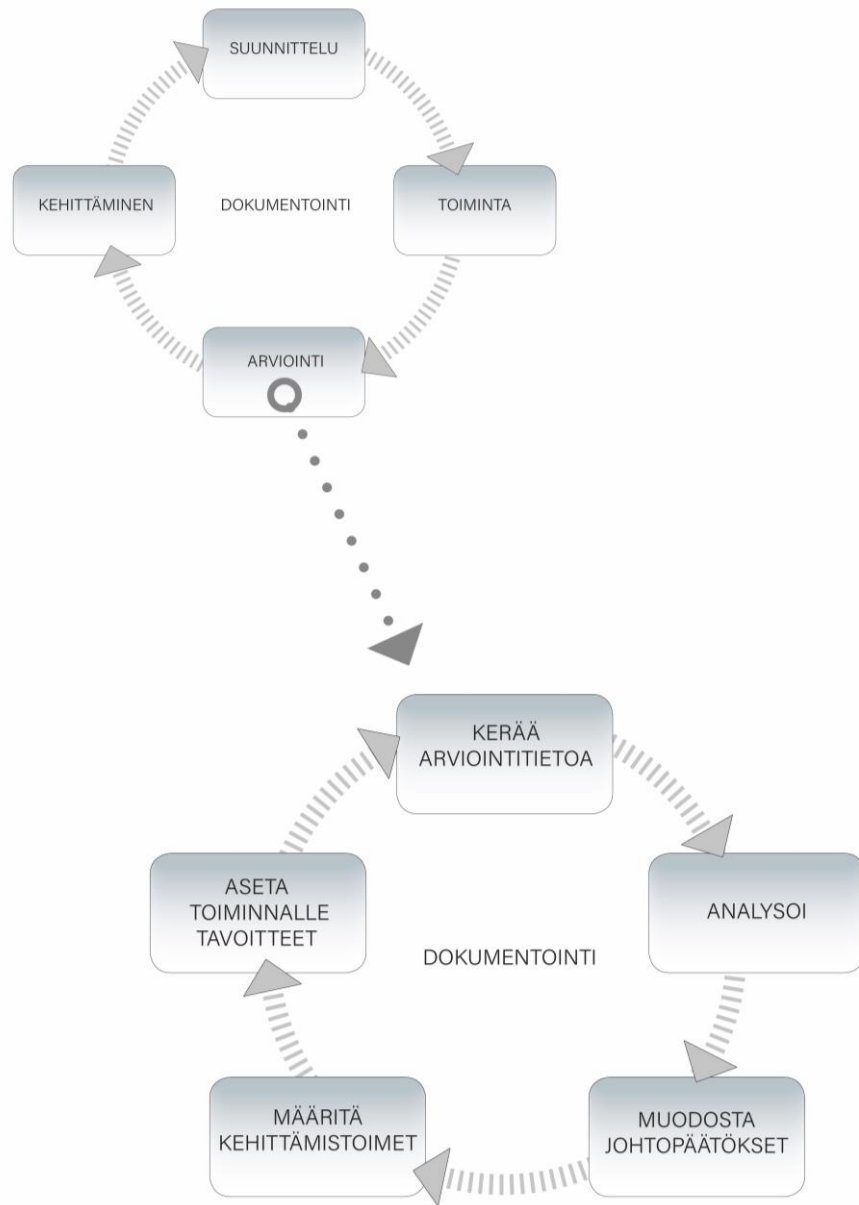 SUUNNITTELU
KEHITTÄMINEN
DOKUMENTOINTI
TOIMINTA
ARVIOINTI
KERÄÄ
ARVIOINTITIETOA
ASETA
TOIMINNALLE
TAVOITTEET
ANALYSOI
DOKUMENTOINTI
MÄÄRITÄ
KEHITTÄMISTOIMET
MUODOSTA
JOHTOPÄÄTÖKSET